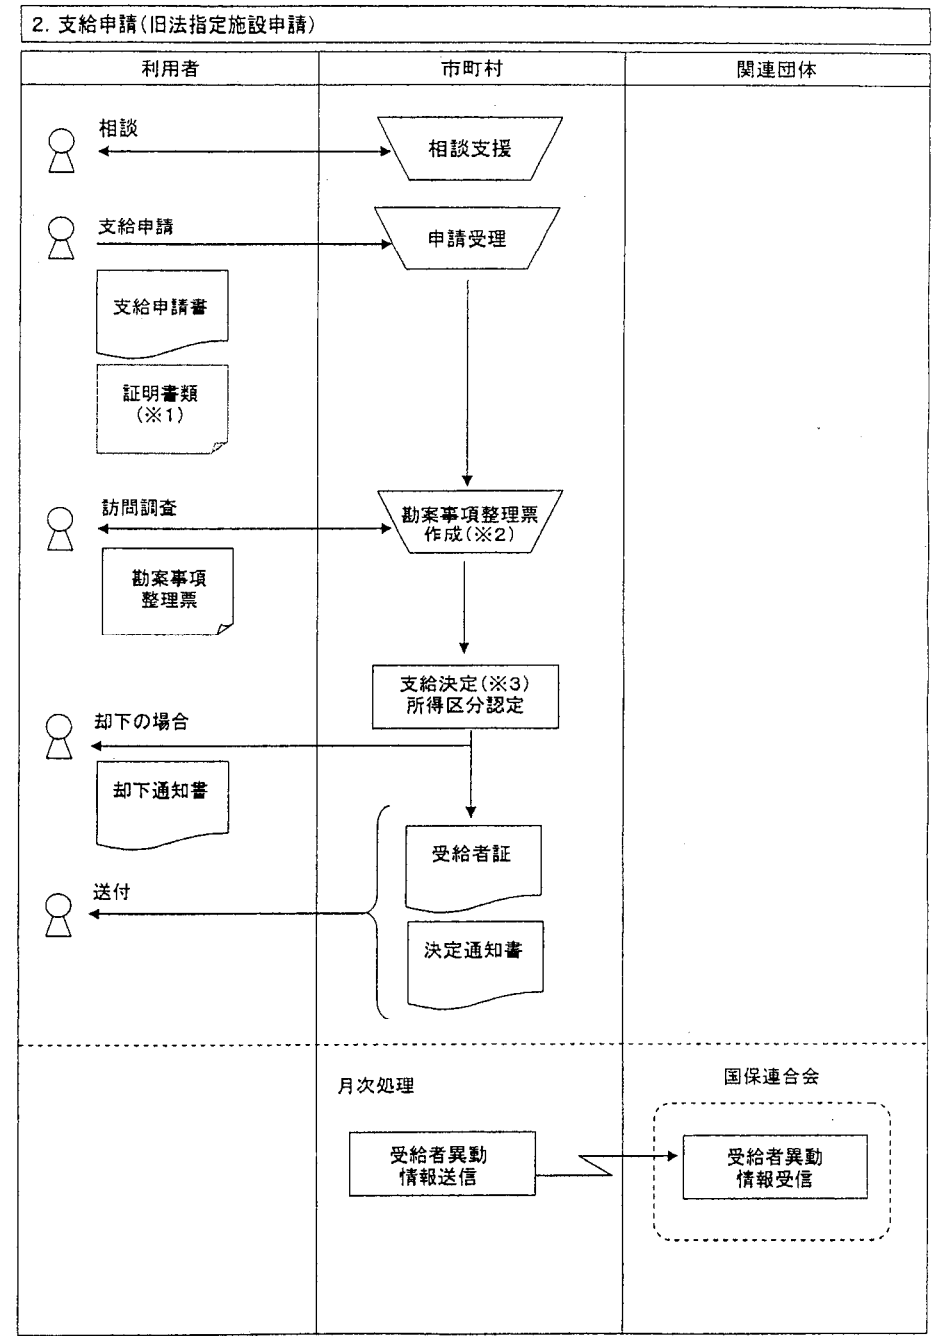 2. 支給申請(旧法指定施設申請)
利用者
市町村
関連団体
相談
相談支援
支給申請
申請受理
支給申請書
証明書類
(※1)
訪問調査
勘案事項整理票
作成(※2)
勘案事項
整理票
支給決定(※3)
所得区分認定
却下の場合
却下通知書
受給者証
送付
決定通知書
月次処理
国保連合会
受給者異動
情報送信
受給者異動
情報受信